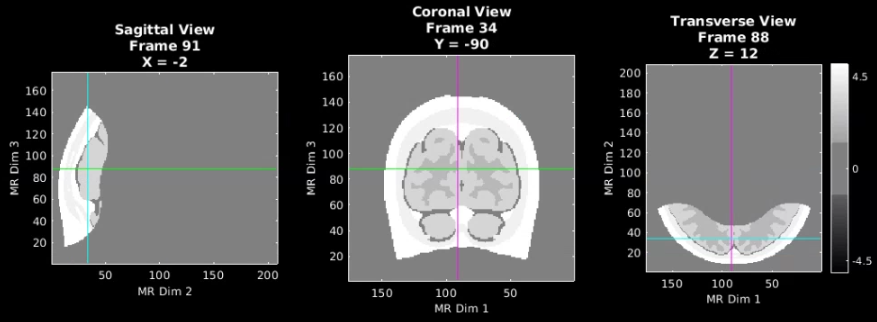 Sagittal View
Frame 91
X = -2
160
140
120
100
80
60
40
20
50
100
150
200
MR Dim 3
MR Dim 2
Coronal View
Frame 34
Y = -90
160
140
120
100
80
60
40
20
150
100
50
MR Dim 3
MR Dim 1
Transverse View
Frame 88
Z = 12
200
180
160
140
120
100
80
60
40
20
150
100
50
MR Dim 2
MR Dim 1
4.5
0
-4.5